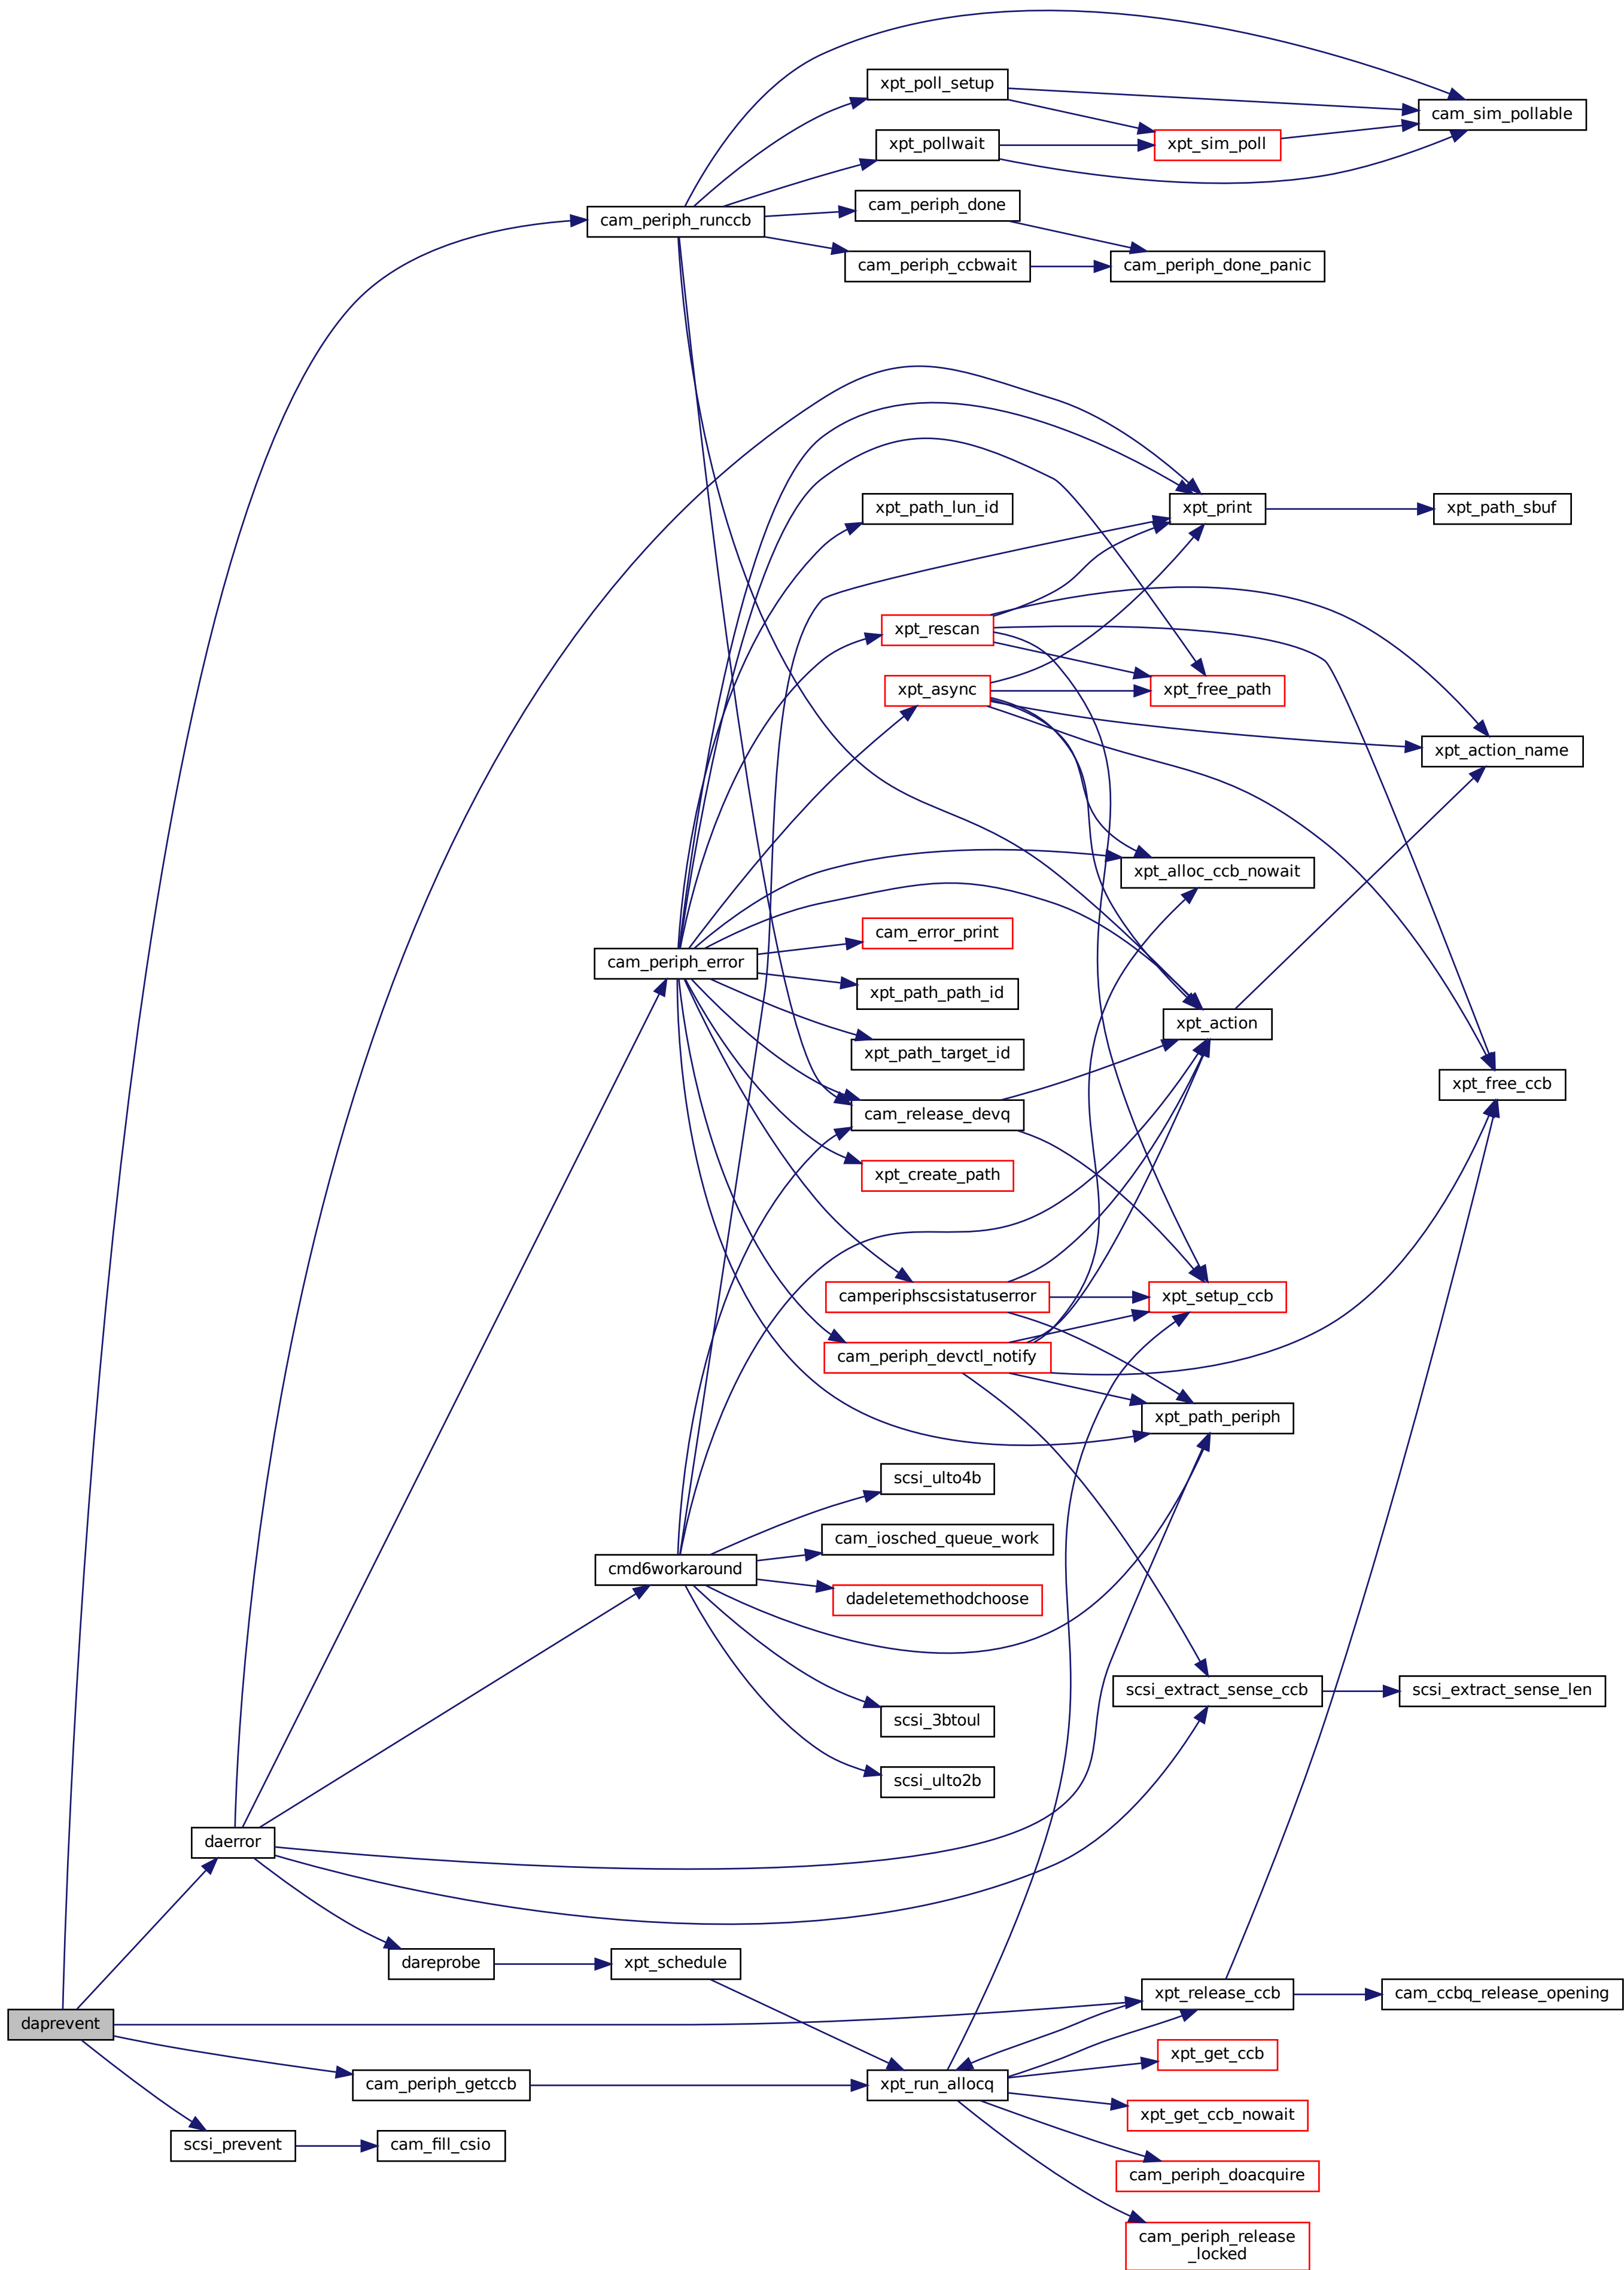 xpt_poll_setup
cam_sim_pollable
xpt_pollwait
xpt_sim_poll
cam_periph_done
cam_periph_runccb
cam_periph_ccbwait
cam_periph_done_panic
xpt_path_lun_id
xpt_print
xpt_path_sbuf
xpt_rescan
xpt_async
xpt_free_path
xpt_action_name
xpt_alloc_ccb_nowait
cam_error_print
cam_periph_error
xpt_path_path_id
xpt_action
xpt_path_target_id
xpt_free_ccb
cam_release_devq
xpt_create_path
camperiphscsistatuserror
xpt_setup_ccb
cam_periph_devctl_notify
xpt_path_periph
scsi_ulto4b
cam_iosched_queue_work
cmd6workaround
dadeletemethodchoose
scsi_extract_sense_ccb
scsi_extract_sense_len
scsi_3btoul
scsi_ulto2b
daerror
dareprobe
xpt_schedule
xpt_release_ccb
cam_ccbq_release_opening
daprevent
xpt_get_ccb
cam_periph_getccb
xpt_run_allocq
xpt_get_ccb_nowait
scsi_prevent
cam_fill_csio
cam_periph_doacquire
cam_periph_release
_locked